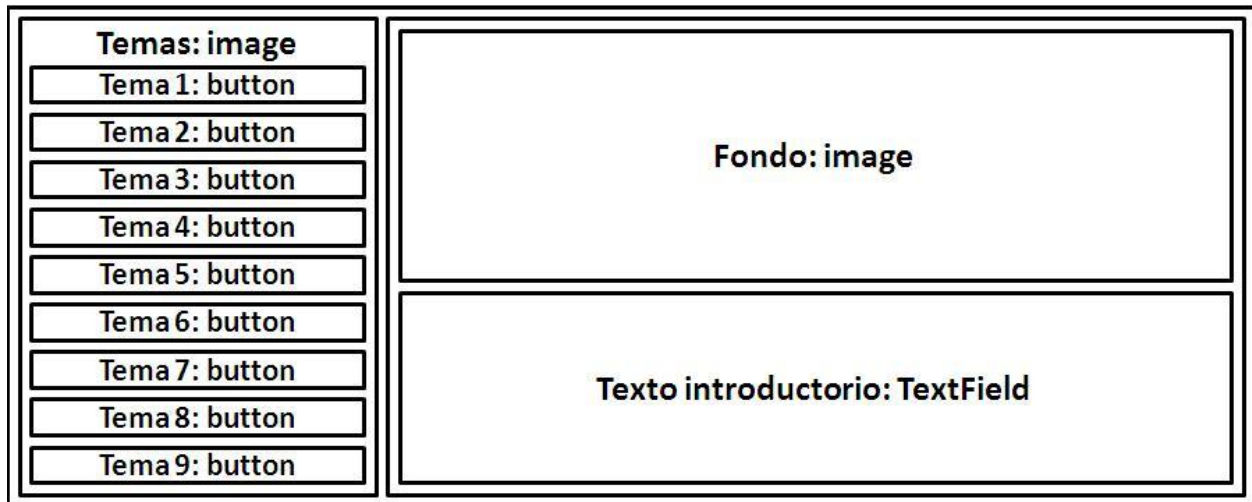 Temas: image
Tema 1: button
Tema 2: button
Tema 3: button
Tema 4: button
Tema 5: button
Tema 6: button
Tema 7: button
Tema 8: button
Tema 9: button
Fondo: image
Texto introductorio: TextField